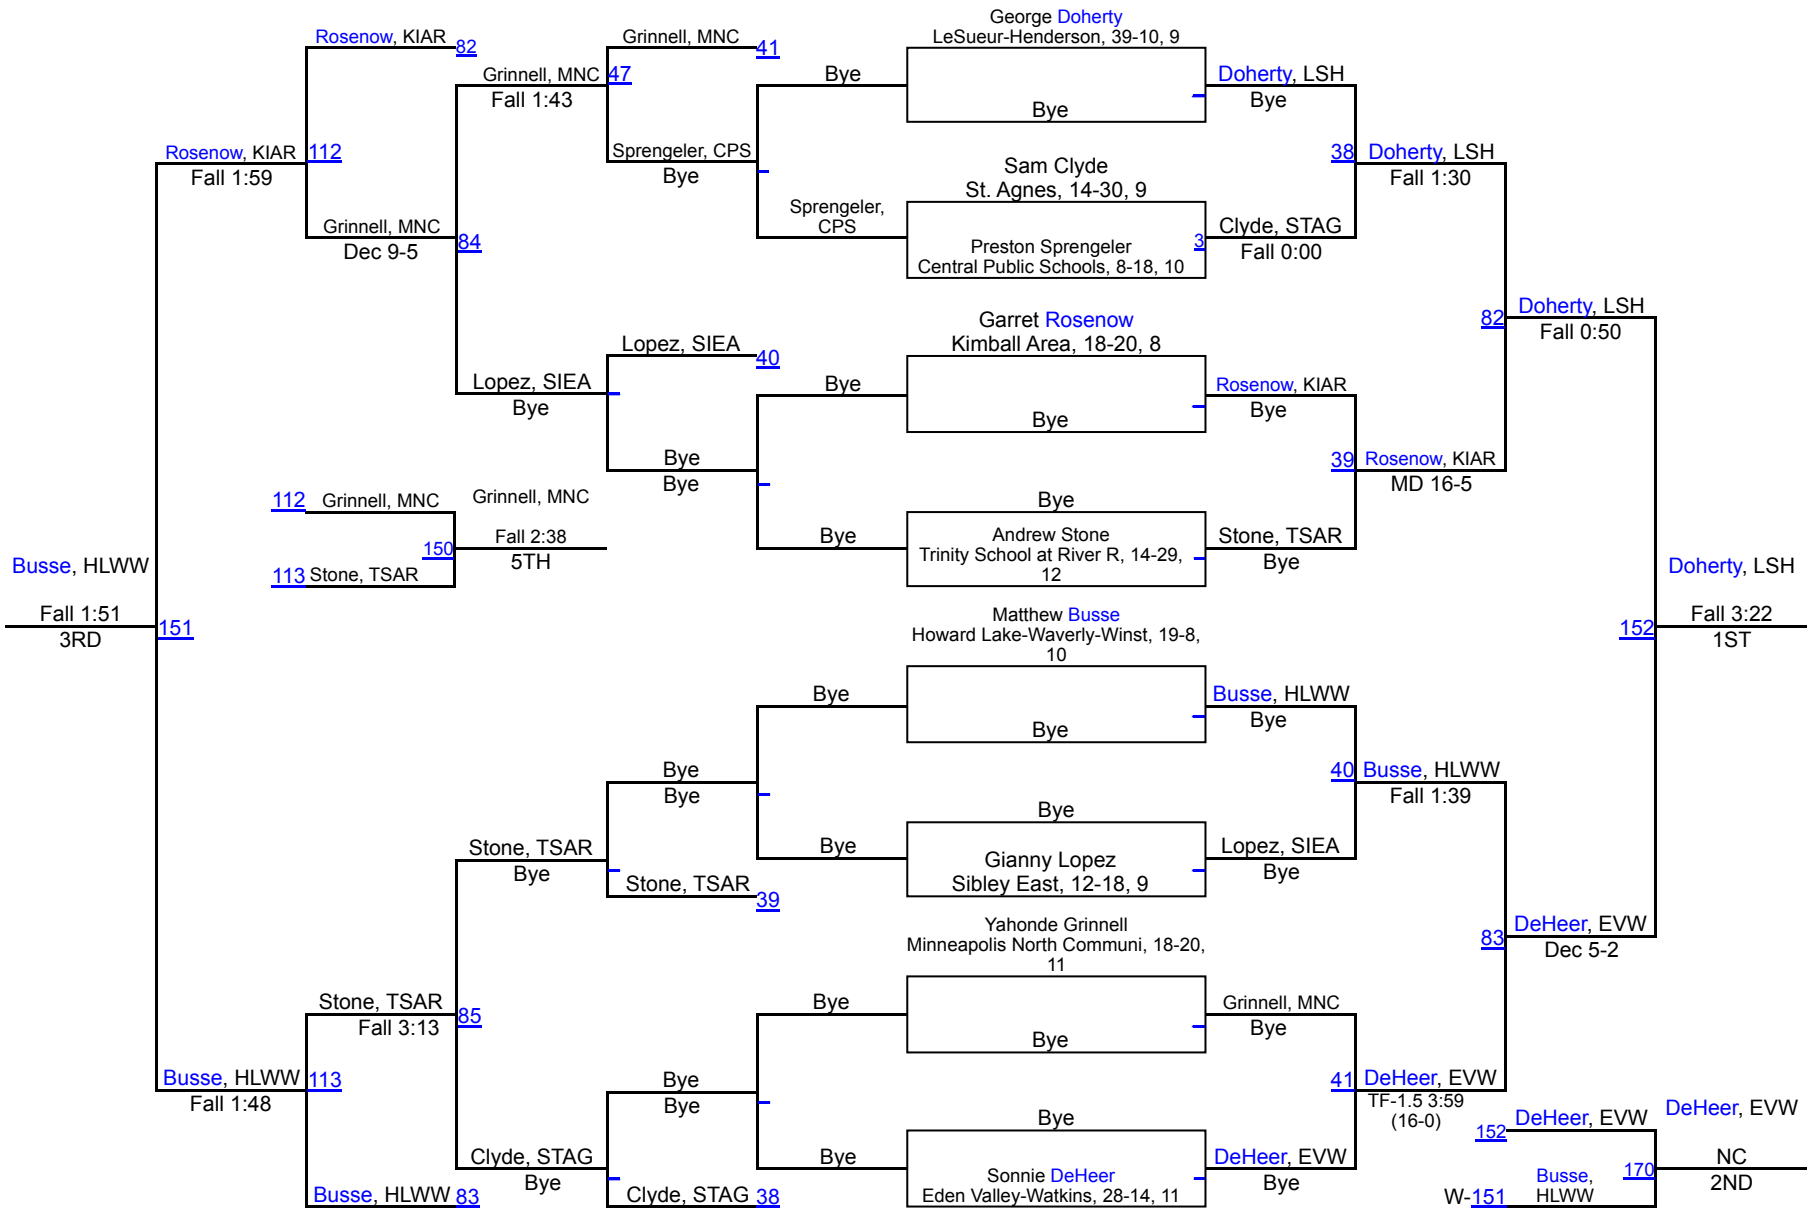 George Doherty
LeSueur-Henderson, 39-10, 9
Bye
Sam Clyde
St. Agnes, 14-30, 9
Preston Sprengeler
Central Public Schools, 8-18, 10
3
Garret Rosenow
Kimball Area, 18-20, 8
Bye
Bye
Andrew Stone
Trinity School at River R, 14-29,
12
Matthew Busse
Howard Lake-Waverly-Winst, 19-8,
10
Bye
Bye
Gianny Lopez
Sibley East, 12-18, 9
Yahonde Grinnell
Minneapolis North Communi, 18-20,
11
Bye
Bye
Sonnie DeHeer
Eden Valley-Watkins, 28-14, 11
Doherty, LSH
Bye
Clyde, STAG
Fall 0:00
Rosenow, KIAR
Bye
Stone, TSAR
Bye
Busse, HLWW
Bye
Lopez, SIEA
Bye
Grinnell, MNC
Bye
DeHeer, EVW
Bye
38 Doherty, LSH
Fall 1:30
39 Rosenow, KIAR
MD 16-5
40 Busse, HLWW
Fall 1:39
41 DeHeer, EVW
TF-1.5 3:59
(16-0)
82 Doherty, LSH
Fall 0:50
83 DeHeer, EVW
Dec 5-2
Doherty, LSH
152 Fall 3:22
1ST
152 DeHeer, EVW
W-151 Busse,
HLWW
DeHeer, EVW
170 NC
2ND
Bye
Sprengeler,
CPS
Bye
Bye
Bye
Bye
Bye
Bye
Grinnell, MNC 41
Sprengeler, CPS
Bye
Lopez, SIEA 40
Bye
Bye
Bye
Bye
Stone, TSAR 39
Bye
Bye
Clyde, STAG 38
Grinnell, MNC 47
Fall 1:43
Lopez, SIEA
Bye
Stone, TSAR
Bye
Clyde, STAG
Bye
Rosenow, KIAR 82
Grinnell, MNC 84
Dec 9-5
Stone, TSAR 85
Fall 3:13
Busse, HLWW 83
Rosenow, KIAR 112
Fall 1:59
Busse, HLWW 113
Fall 1:48
112 Grinnell, MNC
113 Stone, TSAR
Grinnell, MNC
150 Fall 2:38
5TH
Busse, HLWW
Fall 1:51 151
3RD